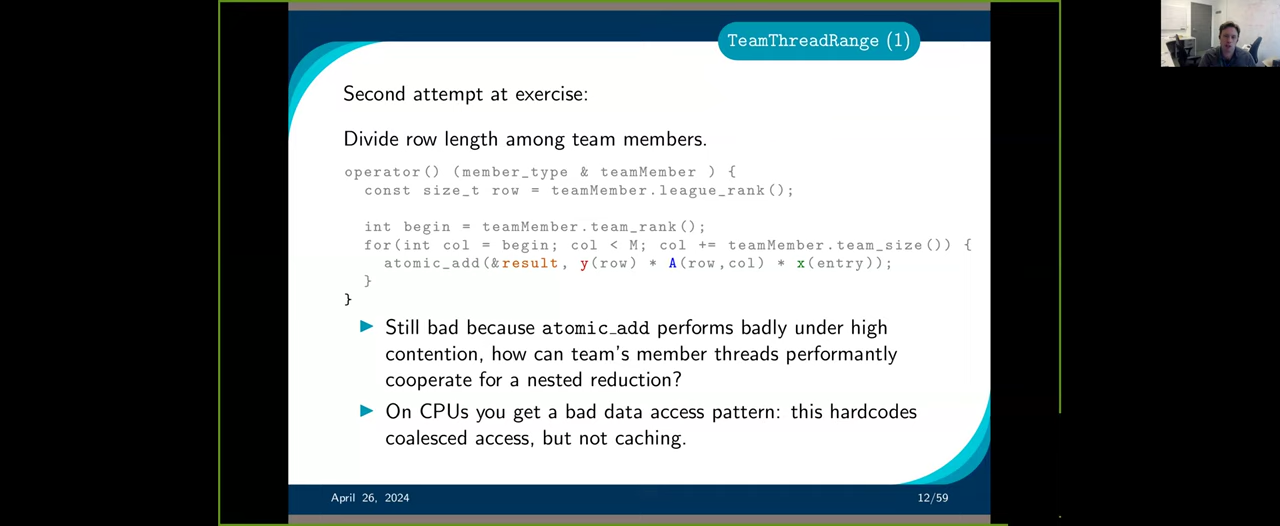 TeamThreadRange (1)
Second attempt at exercise:
Divide row length among team members.
operator() (member_type & teamMember ) {
const size_t row = teamMember.league_rank();
int begin = teamMember.team_rank();
for(int col = begin; col < M; col += teamMember.team_size()) {
atomic_add(&result, y(row) * A(row,col) * x(entry));
}
}
▶ Still bad because atomic_add performs badly under high
contention, how can team's member threads performantly
cooperate for a nested reduction?
▶ On CPUs you get a bad data access pattern: this hardcodes
coalesced access, but not caching.
April 26, 2024
12/59